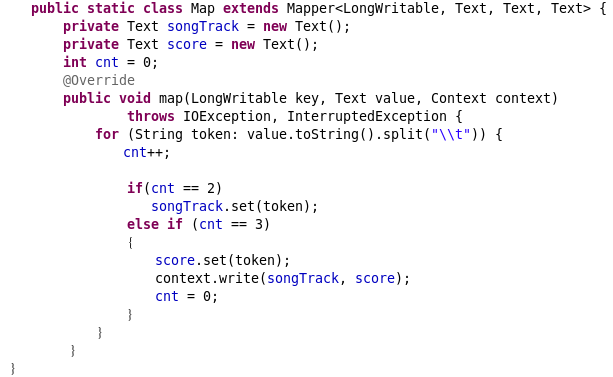 public static class Map extends Mapper<LongWritable, Text, Text, Text> {
private Text songTrack = new Text();
private Text score = new Text();
int cnt = 0;
@Override
public void map(LongWritable key, Text value, Context context)
throws IOException, InterruptedException {
for (String token: value.toString().split("\\t")) {
cnt++;
if(cnt == 2)
songTrack.set(token);
else if (cnt == 3)
{
score.set(token);
context.write(songTrack, score);
cnt = 0;
}
}
}
}